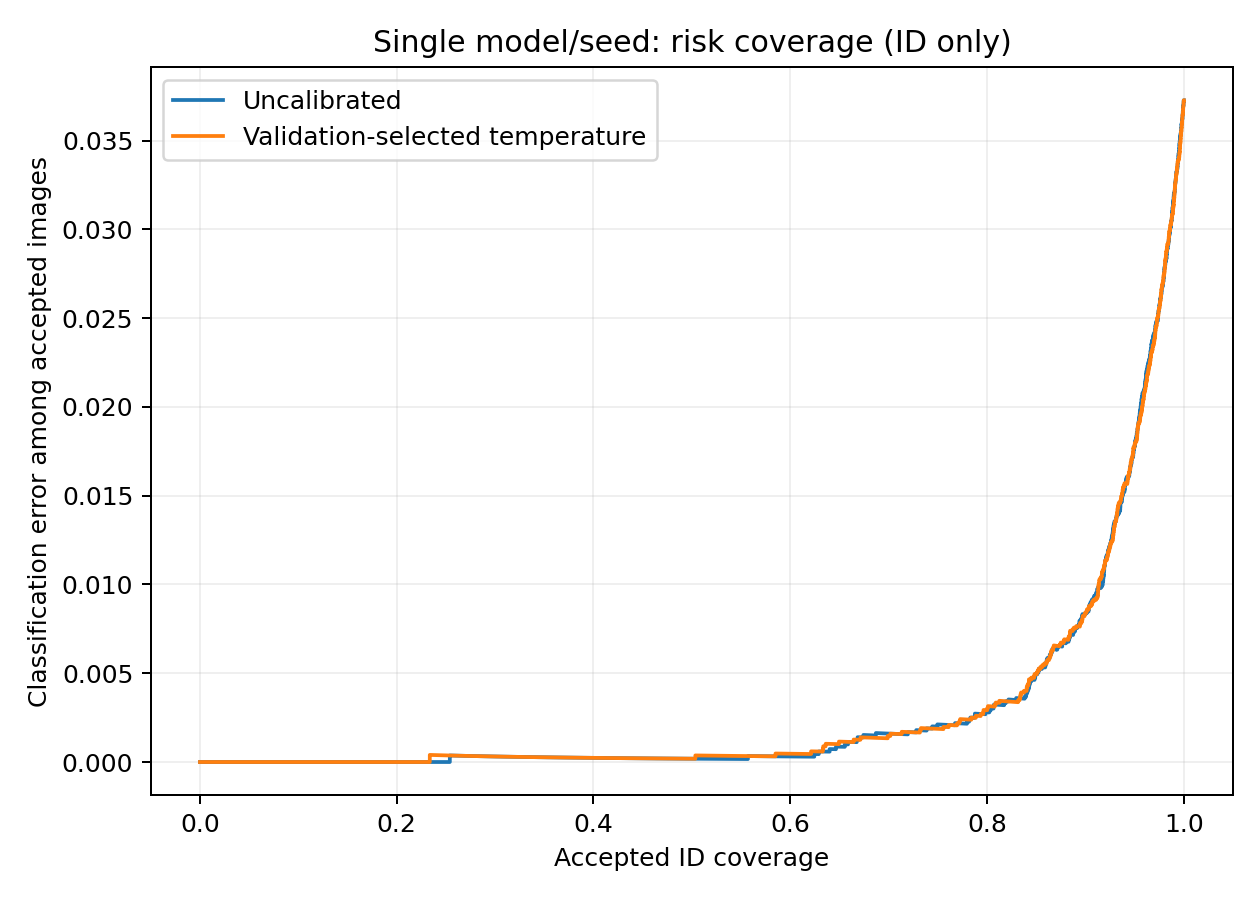 Single model/seed: risk coverage (ID only)
Uncalibrated
Validation-selected temperature
Classification error among accepted images
0.035
0.030
0.025
0.020
0.015
0.010
0.005
0.000
0.0 0.2 0.4 0.6 0.8 1.0
Accepted ID coverage